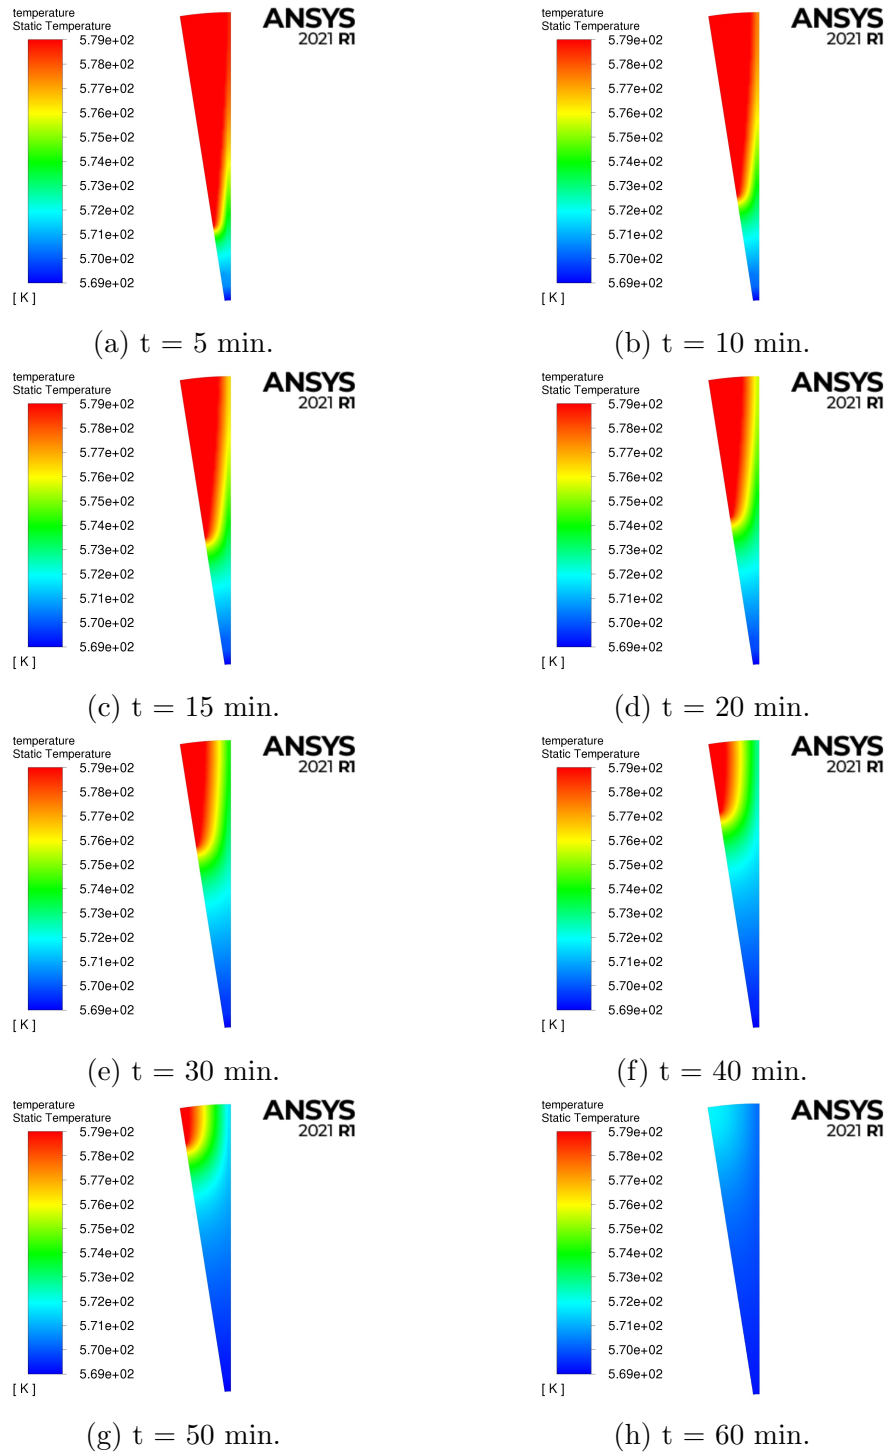 temperature
Static Temperature
ANSYS
2021 R1
5.79e+02
5.78e+02
5.77e+02
5.76e+02
5.75e+02
5.74e+02
5.73e+02
5.72e+02
5.71e+02
5.70e+02
5.69e+02
[ K ]
(a) t = 5 min.
temperature
Static Temperature
ANSYS
2021 R1
5.79e+02
5.78e+02
5.77e+02
5.76e+02
5.75e+02
5.74e+02
5.73e+02
5.72e+02
5.71e+02
5.70e+02
5.69e+02
[ K ]
(b) t = 10 min.
temperature
Static Temperature
ANSYS
2021 R1
5.79e+02
5.78e+02
5.77e+02
5.76e+02
5.75e+02
5.74e+02
5.73e+02
5.72e+02
5.71e+02
5.70e+02
5.69e+02
[ K ]
(c) t = 15 min.
temperature
Static Temperature
ANSYS
2021 R1
5.79e+02
5.78e+02
5.77e+02
5.76e+02
5.75e+02
5.74e+02
5.73e+02
5.72e+02
5.71e+02
5.70e+02
5.69e+02
[ K ]
(d) t = 20 min.
temperature
Static Temperature
ANSYS
2021 R1
5.79e+02
5.78e+02
5.77e+02
5.76e+02
5.75e+02
5.74e+02
5.73e+02
5.72e+02
5.71e+02
5.70e+02
5.69e+02
[ K ]
(e) t = 30 min.
temperature
Static Temperature
ANSYS
2021 R1
5.79e+02
5.78e+02
5.77e+02
5.76e+02
5.75e+02
5.74e+02
5.73e+02
5.72e+02
5.71e+02
5.70e+02
5.69e+02
[ K ]
(f) t = 40 min.
temperature
Static Temperature
ANSYS
2021 R1
5.79e+02
5.78e+02
5.77e+02
5.76e+02
5.75e+02
5.74e+02
5.73e+02
5.72e+02
5.71e+02
5.70e+02
5.69e+02
[ K ]
(g) t = 50 min.
temperature
Static Temperature
ANSYS
2021 R1
5.79e+02
5.78e+02
5.77e+02
5.76e+02
5.75e+02
5.74e+02
5.73e+02
5.72e+02
5.71e+02
5.70e+02
5.69e+02
[ K ]
(h) t = 60 min.